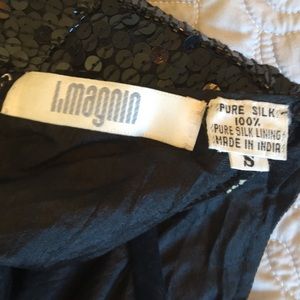 I.magnin
PURE SILK
100%
PURE SILK LINING
MADE IN INDIA
S